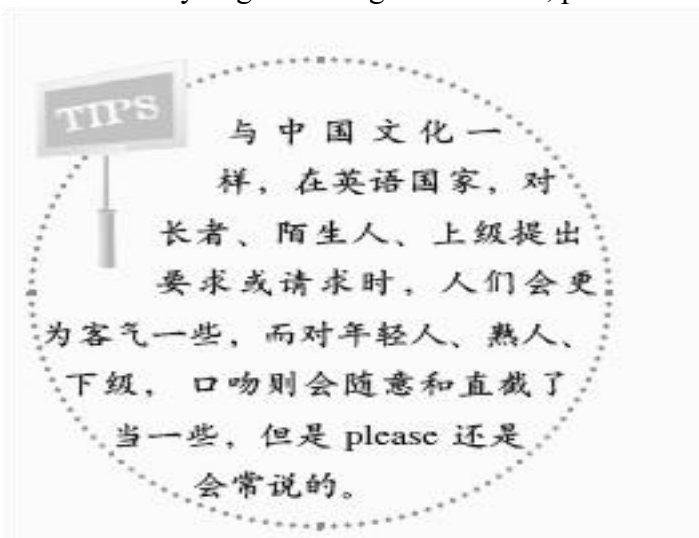 TIPS
与中国文化一
样，在英语国家，对
长者、陌生人、上级提出
要求或请求时，人们会更
为客气一些，而对年轻人、熟人、
下级，口吻则会随意和直截了
当一些，但是 please 还是
会常说的。